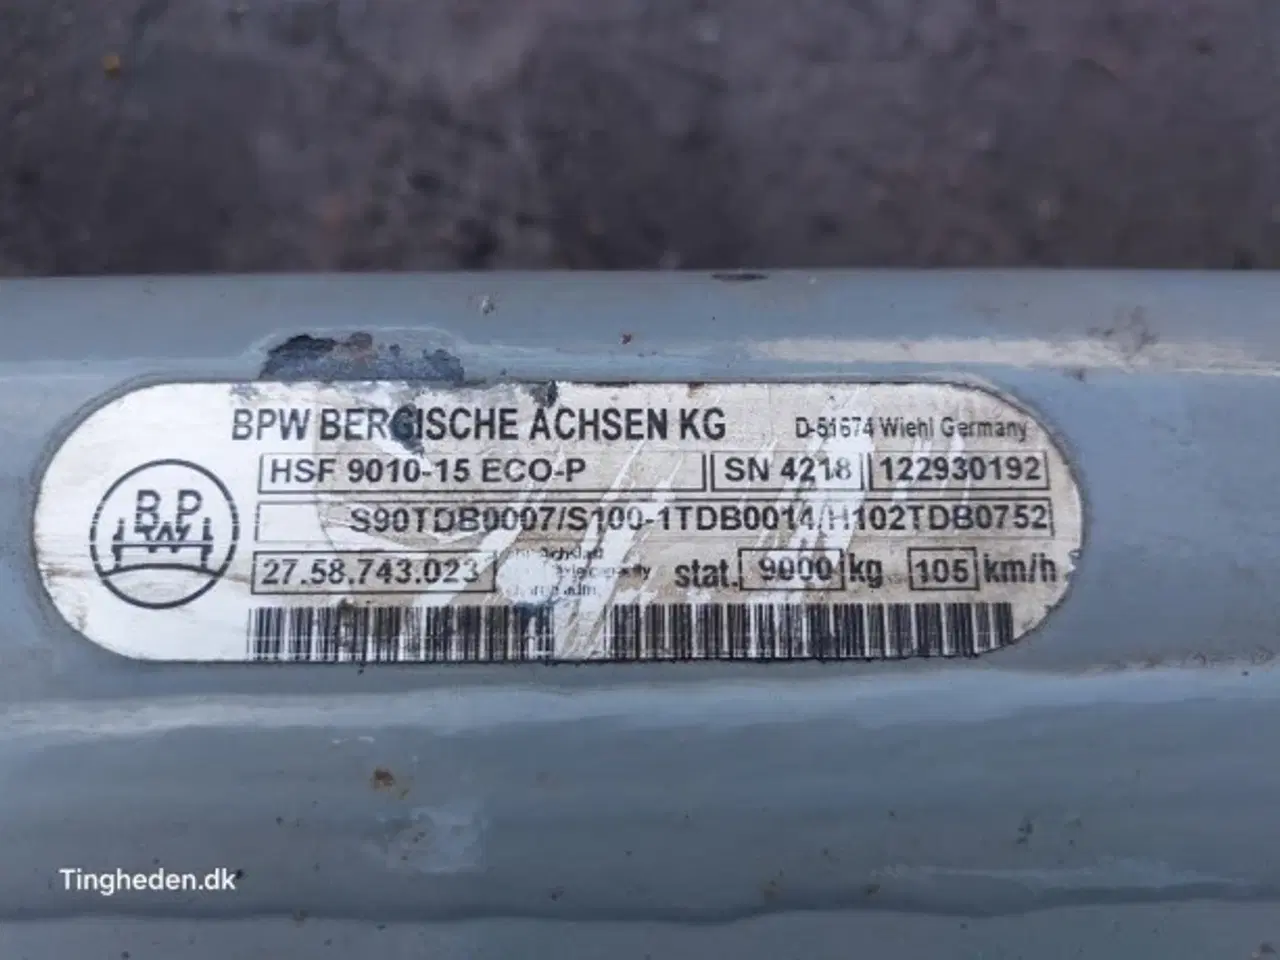 BPW BERGISCHE ACHSEN KG D-51674 Wiehl Germany
BPW
HSF 9010-15 ECO-P SN 4218 122930192
S90TDB0007/S100-1TDB0014/H102TDB0752
27.58.743.023 stat. 9000 kg 105 km/h
Tingheden.dk